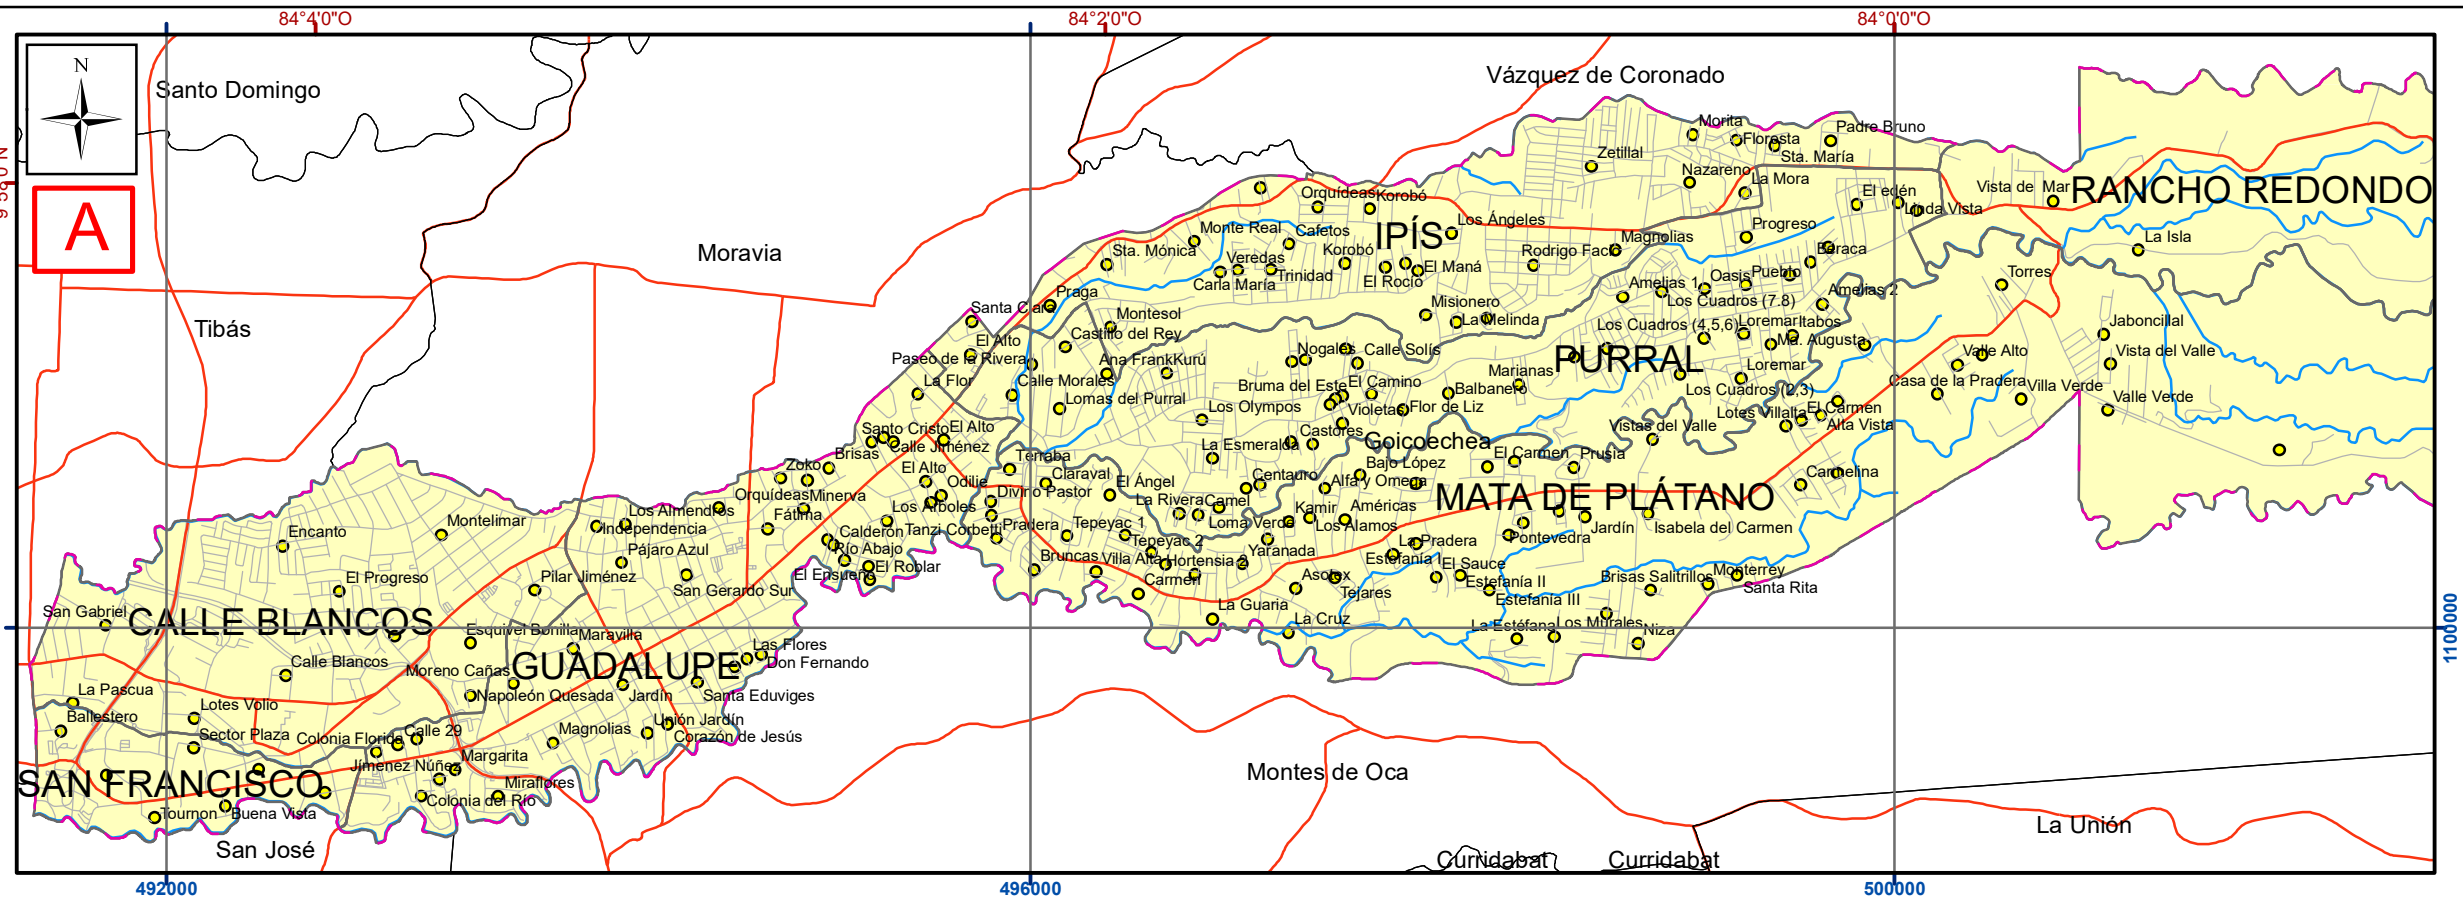 84°4'0"O
84°2'0"O
84°0'0"O
N
Santo Domingo
Vázquez de Coronado
A
Morita
Floresta
Padre Bruno
Sta. María
Zetillal
Nazareno
La Mora
El edén
Linda Vista
Vista de Mar
RANCHO REDONDO
Orquídeas
Korobó
Los Ángeles
IPÍS
Monte Real
Cafetos
Korobó
Moravia
Sta. Mónica
Veredas
Trinidad
Carla María
El Maná
El Rocío
Rodrigo Facio
Magnolias
Progreso
Beraca
La Isla
Torres
Amelias 1
Oasis
Pueblo
Amelias 2
Los Cuadros (7.8)
Praga
Santa Clara
Montesol
Misionero
La Melinda
Los Cuadros (4,5,6)
Loremar
Itabos
Ma. Augusta
Jaboncillal
Tibás
Castillo del Rey
El Alto
Paseo de la Rivera
Ana Frank
Kurú
Nogales
Calle Solís
PURRAL
Loremar
Valle Alto
Vista del Valle
La Flor
Calle Morales
Bruma del Este
El Camino
Marianas
Balbanero
Los Cuadros (2,3)
Casa de la Pradera
Villa Verde
Valle Verde
Lomas del Purral
Los Olympos
Violetas
Flor de Liz
Lotes Villalta
El Carmen
Alta Vista
Santo Cristo
El Alto
Calle Jiménez
Castores
Goicoechea
Vistas del Valle
La Esmeralda
Brisas
Zoko
Terraba
El Carmen
Prusia
El Alto
Odilie
Claraval
El Ángel
Centauro
Bajo López
Alfa y Omega
Carmelina
Orquídeas
Minerva
Divino Pastor
La Rivera
Camel
MATA DE PLÁTANO
Fátima
Los Arboles
Kamir
Américas
Los Alamos
Los Almendros
Independencia
Montelimar
Encanto
Calderón
Tanzi Corbetti
Pradera
Tepeyac 1
Tepeyac 2
Loma Verde
Yaranada
Jardín
Isabela del Carmen
Pontevedra
La Pradera
Río Abajo
El Roblar
El Ensueño
Bruncas
Villa Alta
Hortensia 2
Carmen
Estefanía I
El Sauce
Estefanía II
Estefanía III
Brisas Salitrillos
Monterrey
Santa Rita
Pájaro Azul
San Gerardo Sur
Pilar Jiménez
El Progreso
Asotex
Tejares
San Gabriel
CALLE BLANCOS
La Guaria
La Cruz
La Estéfana
Los Murales
Niza
1100000
Esquivel Bonilla
Maravilla
Las Flores
Don Fernando
Calle Blancos
Moreno Cañas
GUADALUPE
Napoleón Quesada
Jardín
Santa Eduviges
La Pascua
Ballestero
Lotes Volio
Sector Plaza
Colonia Florida
Calle 29
Magnolias
Unión Jardín
Corazón de Jesús
Margarita
Jímenez Núñez
Miraflores
Colonia del Río
SAN FRANCISCO
Tournon
Buena Vista
Montes de Oca
La Unión
San José
Curridabat
Curridabat
492000
496000
500000